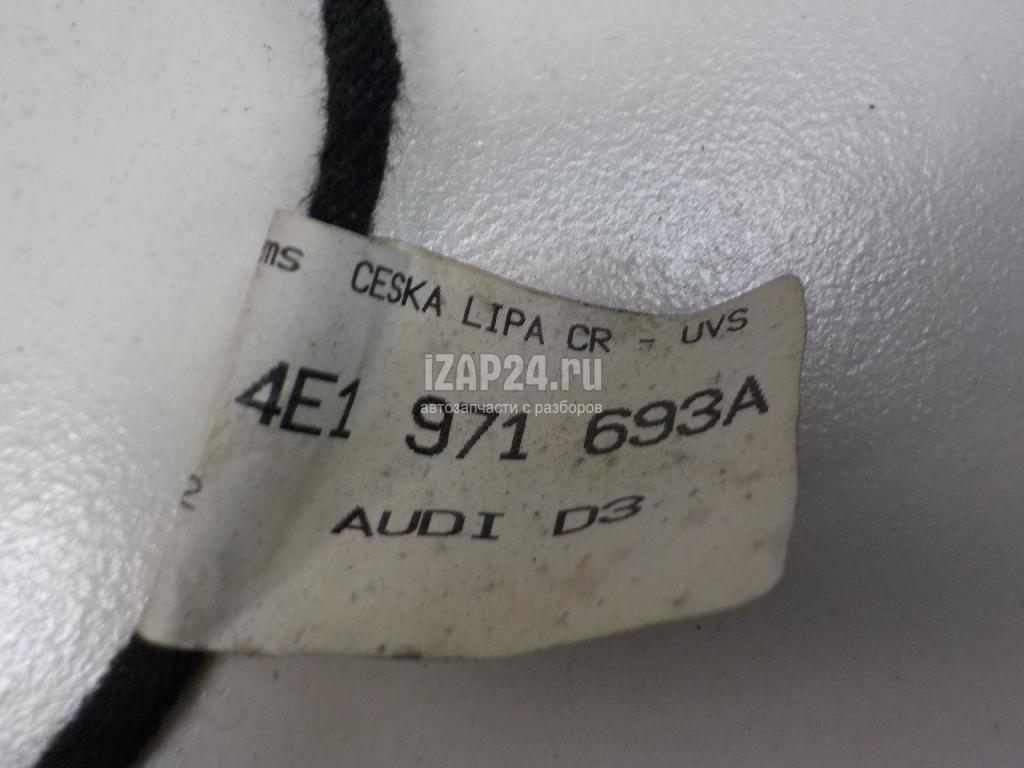 ms CESKA LIPA CR - UVS
iZAP24.ru
4E1 971 693A
автозапчасти с разборов
AUDI D3